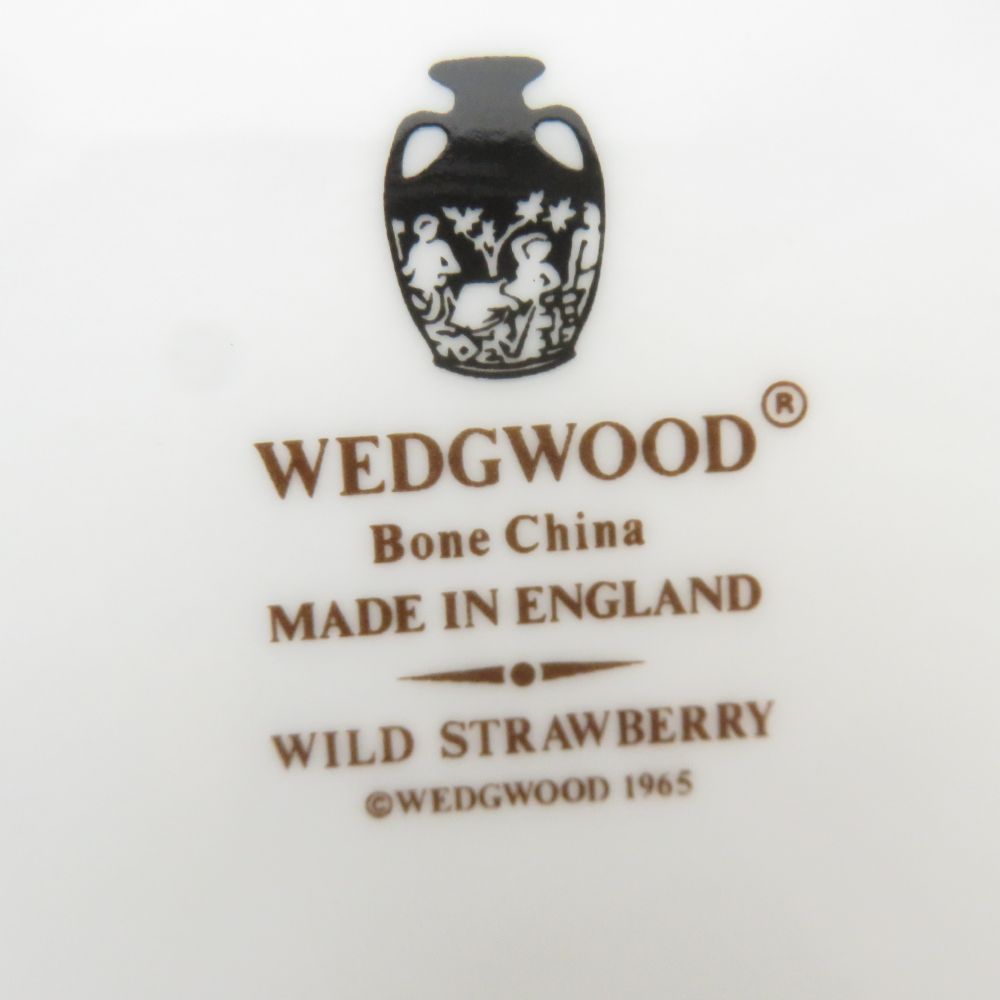 WEDGWOOD®
Bone China
MADE IN ENGLAND
WILD STRAWBERRY
©WEDGWOOD 1965